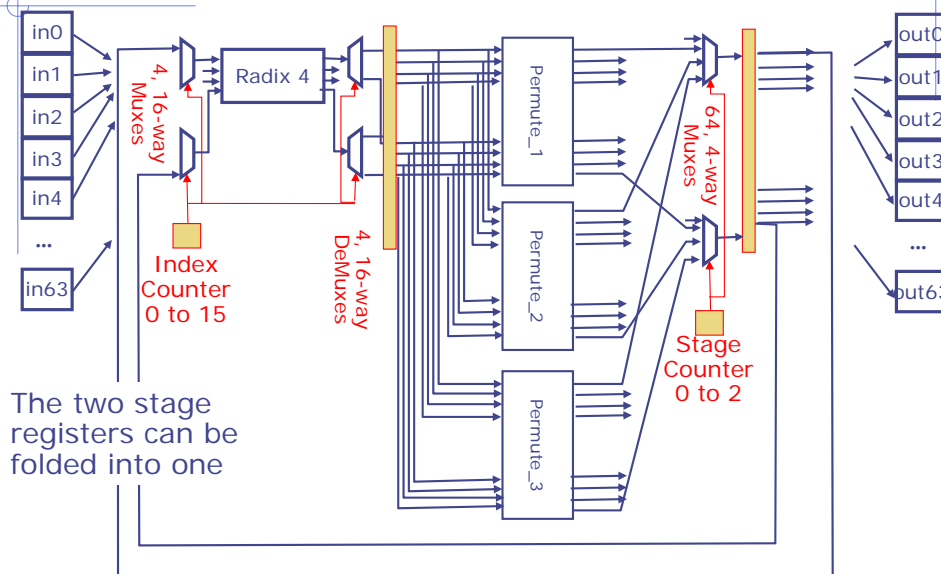 in0
in1
in2
in3
in4
...
in63
4, 16-way
Muxes
Radix 4
4, 16-way
DeMuxes
Index
Counter
0 to 15
Permute_1
Permute_2
Permute_3
64, 4-way
Muxes
Stage
Counter
0 to 2
out0
out1
out2
out3
out4
...
out63
The two stage
registers can be
folded into one